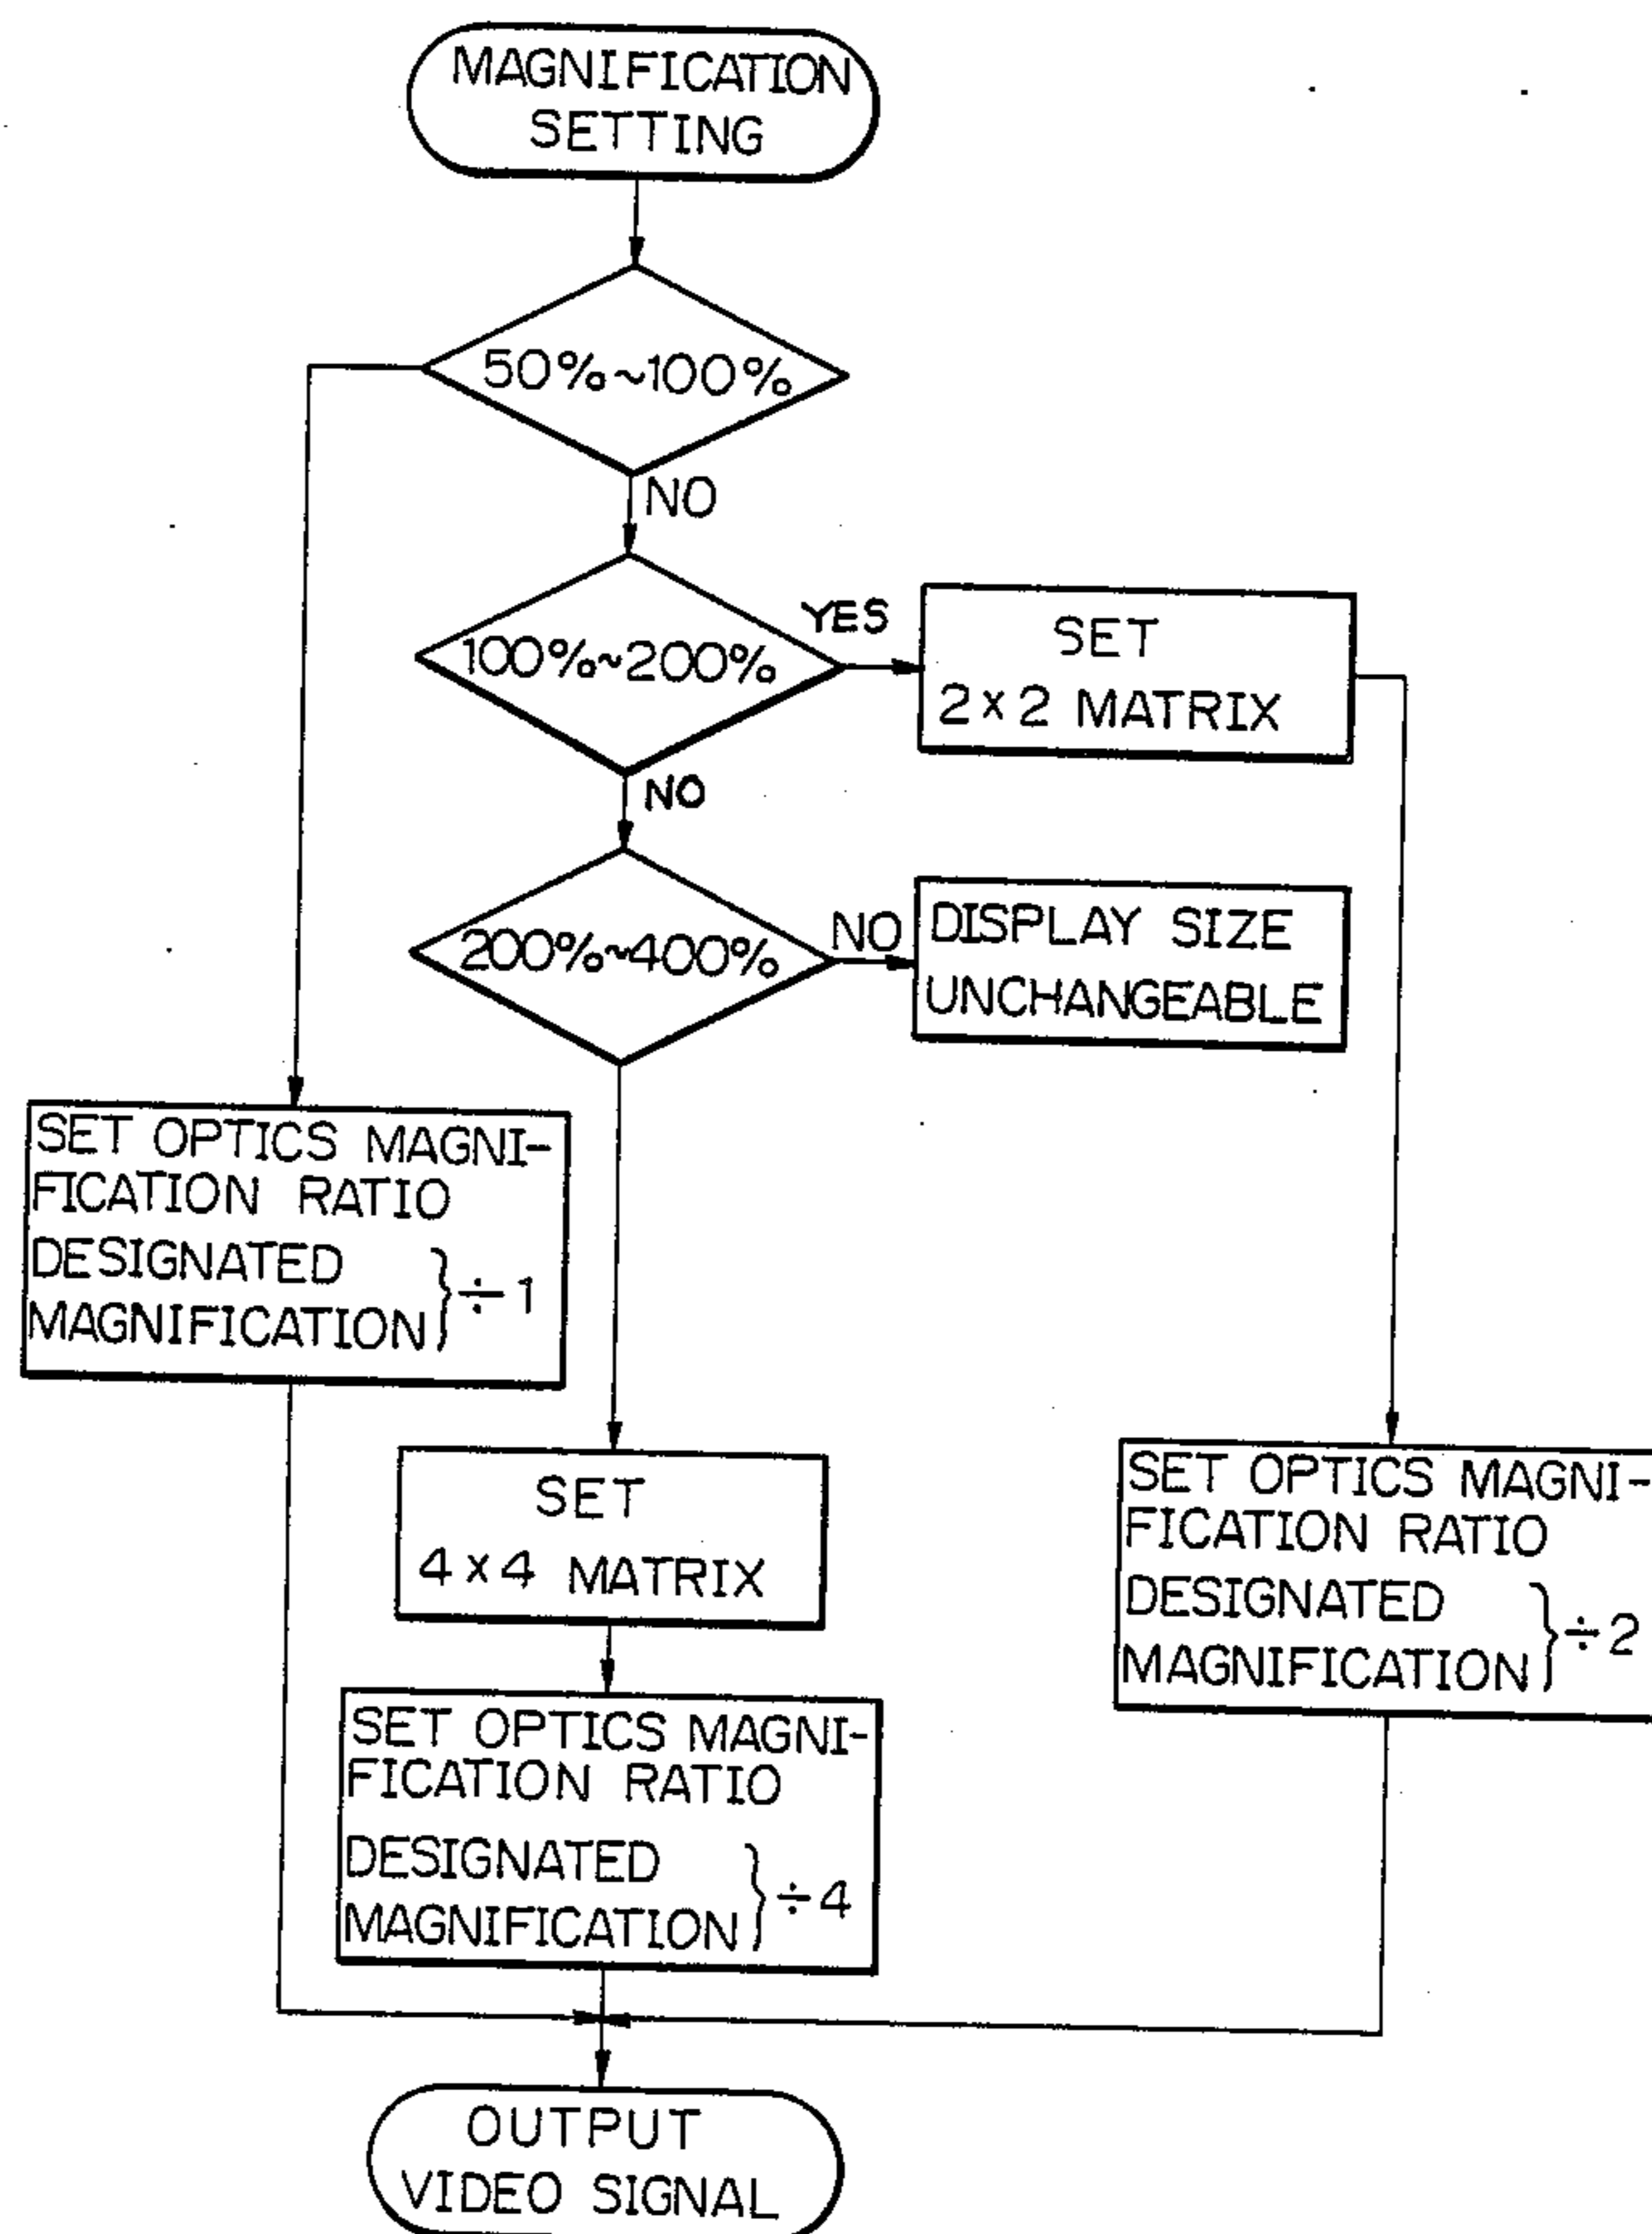 MAGNIFICATION
SETTING
50%~100%
NO
100%~200%
YES
SET
2×2 MATRIX
NO
200%~400%
NO
DISPLAY SIZE
UNCHANGEABLE
SET OPTICS MAGNI-
FICATION RATIO
DESIGNATED
MAGNIFICATION } ÷1
SET
4×4 MATRIX
SET OPTICS MAGNI-
FICATION RATIO
DESIGNATED
MAGNIFICATION } ÷2
SET OPTICS MAGNI-
FICATION RATIO
DESIGNATED
MAGNIFICATION } ÷4
OUTPUT
VIDEO SIGNAL